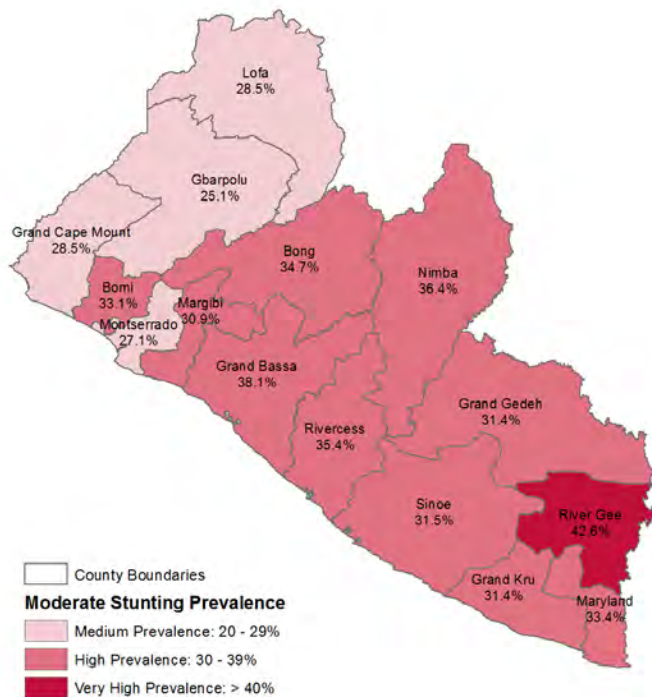 Lofa
28.5%
Gbarpolu
25.1%
Grand Cape Mount
28.5%
Bong
34.7%
Nimba
36.4%
Bomi
33.1%
Margibi
30.9%
Montserrado
27.1%
Grand Bassa
38.1%
Grand Gedeh
31.4%
Rivercess
35.4%
Sinoe
31.5%
River Gee
42.6%
Grand Kru
31.4%
Maryland
33.4%
County Boundaries
Moderate Stunting Prevalence
Medium Prevalence: 20 - 29%
High Prevalence: 30 - 39%
Very High Prevalence: > 40%